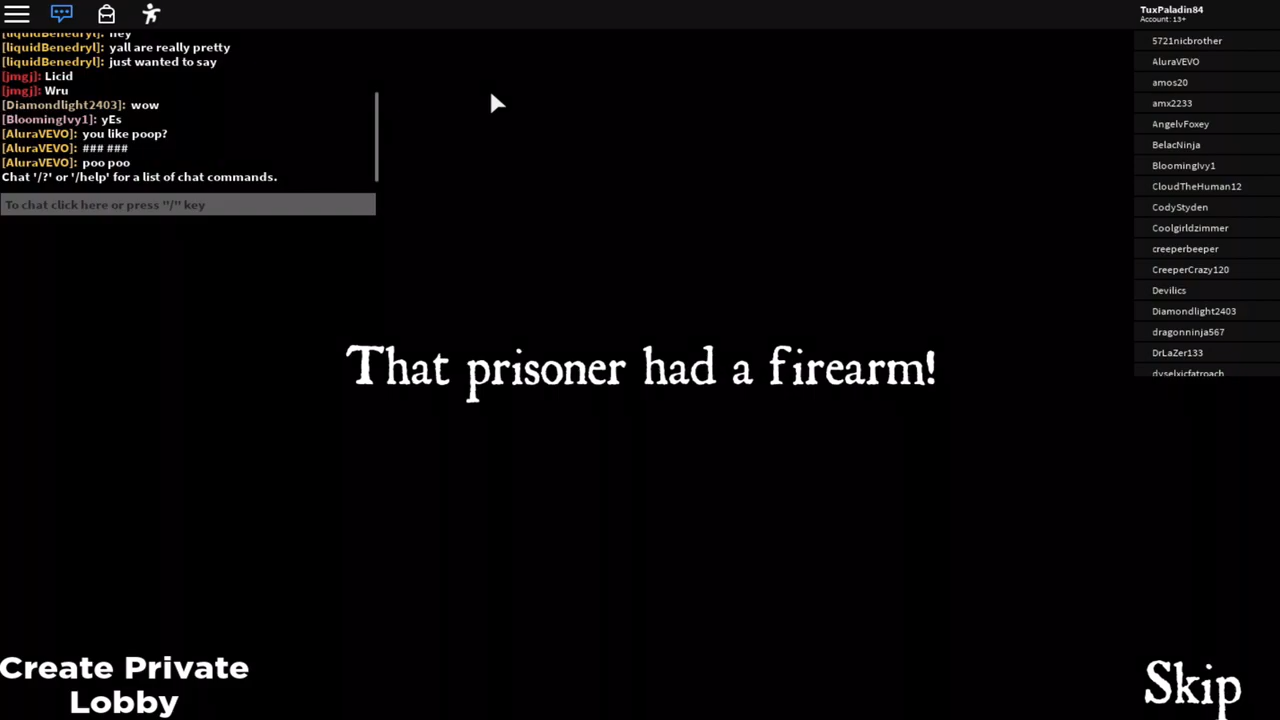 TuxPaladin84
Account: 13+
[liquidBenedryl]: hey
[liquidBenedryl]: yall are really pretty
[liquidBenedryl]: just wanted to say
[jmgj]: Licid
[jmgj]: Wru
[Diamondlight2403]: wow
[BloomingIvy1]: yEs
[AluraVEVO]: you like poop?
[AluraVEVO]: ### ###
[AluraVEVO]: poo poo
Chat '/?' or '/help' for a list of chat commands.
To chat click here or press "/" key
5721nicbrother
AluraVEVO
amos20
amx2233
AngelvFoxey
BelacNinja
BloomingIvy1
CloudTheHuman12
CodyStyden
Coolgirldzimmer
creeperbeeper
CreeperCrazy120
Devilics
Diamondlight2403
dragonninja567
DrLaZer133
dyselxicfatroach
That prisoner had a firearm!
Create Private
Lobby
Skip